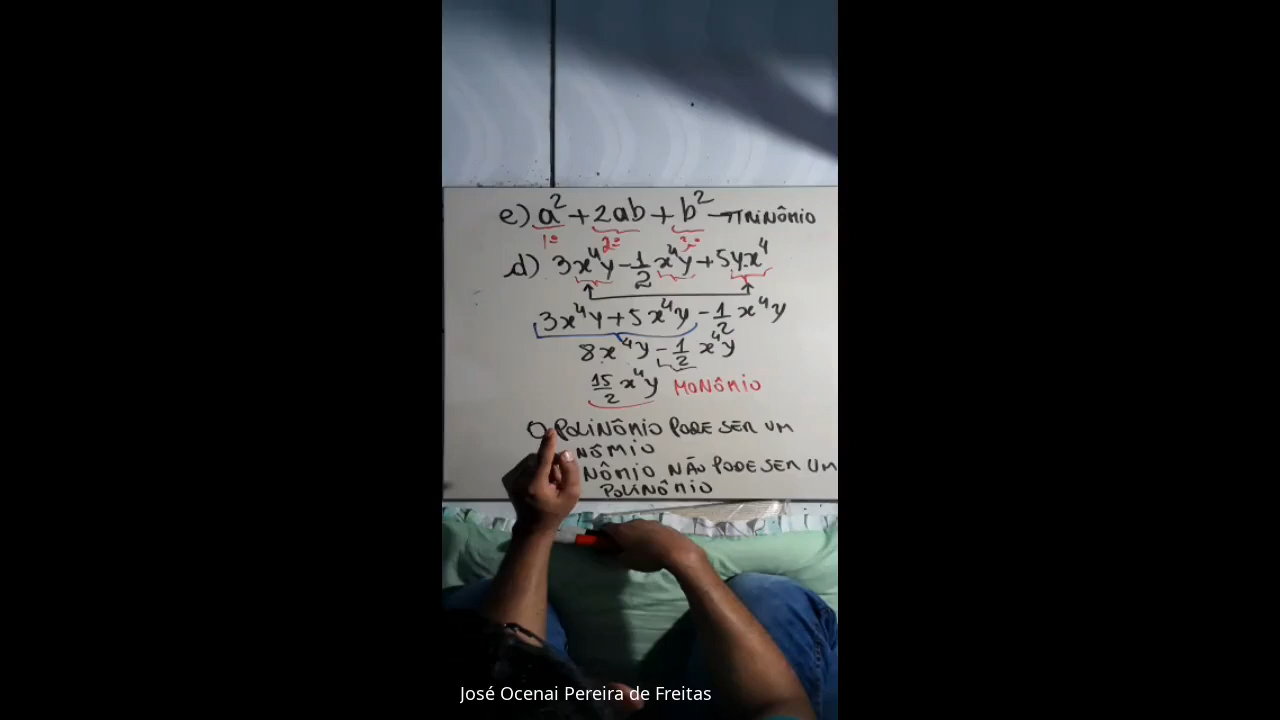 e) a² + 2ab + b² → TRINÔMIO
1º 2º 3º
d) 3x⁴y - 1/2 x⁴y + 5yx⁴
3x⁴y + 5x⁴y - 1/2 x⁴y
8x⁴y - 1/2 x⁴y
15/2 x⁴y MONÔMIO
O POLINÔMIO PODE SER UM
NÔMIO
NÔMIO NÃO PODE SER UM
POLINÔMIO
José Ocenai Pereira de Freitas